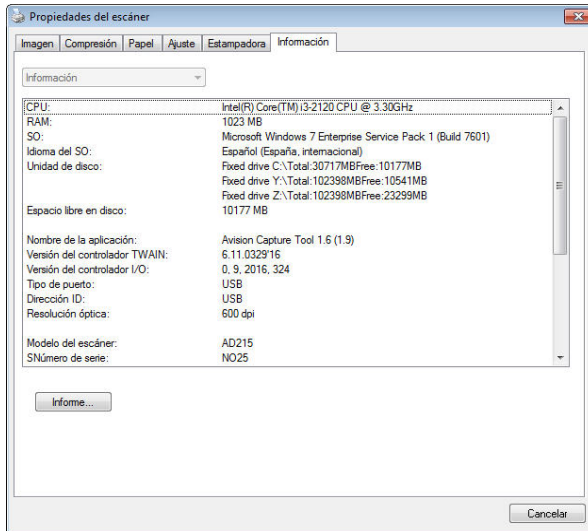 Propiedades del escáner
Imagen Compresión Papel Ajuste Estampadora Información
Información
CPU: Intel(R) Core(TM) i3-2120 CPU @ 3.30GHz
RAM: 1023 MB
SO: Microsoft Windows 7 Enterprise Service Pack 1 (Build 7601)
Idioma del SO: Español (España, internacional)
Unidad de disco: Fixed drive C:\Total:30717MBFree:10177MB
Fixed drive Y:\Total:102398MBFree:10541MB
Fixed drive Z:\Total:102398MBFree:23299MB
Espacio libre en disco: 10177 MB
Nombre de la aplicación: Avision Capture Tool 1.6 (1.9)
Versión del controlador TWAIN: 6.11.0329'16
Versión del controlador I/O: 0, 9, 2016, 324
Tipo de puerto: USB
Dirección ID: USB
Resolución óptica: 600 dpi
Modelo del escáner: AD215
SNúmero de serie: NO25
Informe...
Cancelar